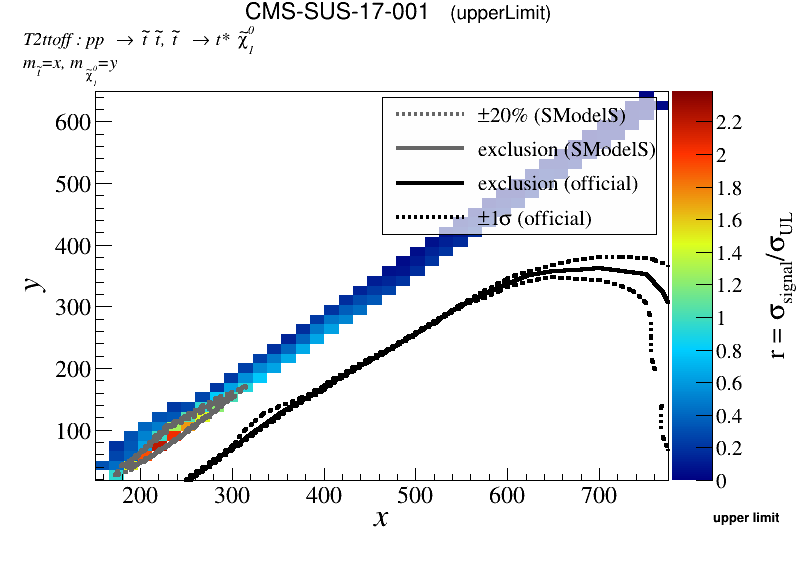 CMS-SUS-17-001 (upperLimit)
T2ttoff : pp → t̃ t̃, t̃ → t* χ̃⁰₁
m_t̃=x, m_χ̃⁰₁=y
±20% (SModelS)
exclusion (SModelS)
exclusion (official)
±1σ (official)
600
500
400
300
200
100
y
200 300 400 500 600 700
x
2.2
2
1.8
1.6
1.4
1.2
1
0.8
0.6
0.4
0.2
0
r = σ_signal/σ_UL
upper limit